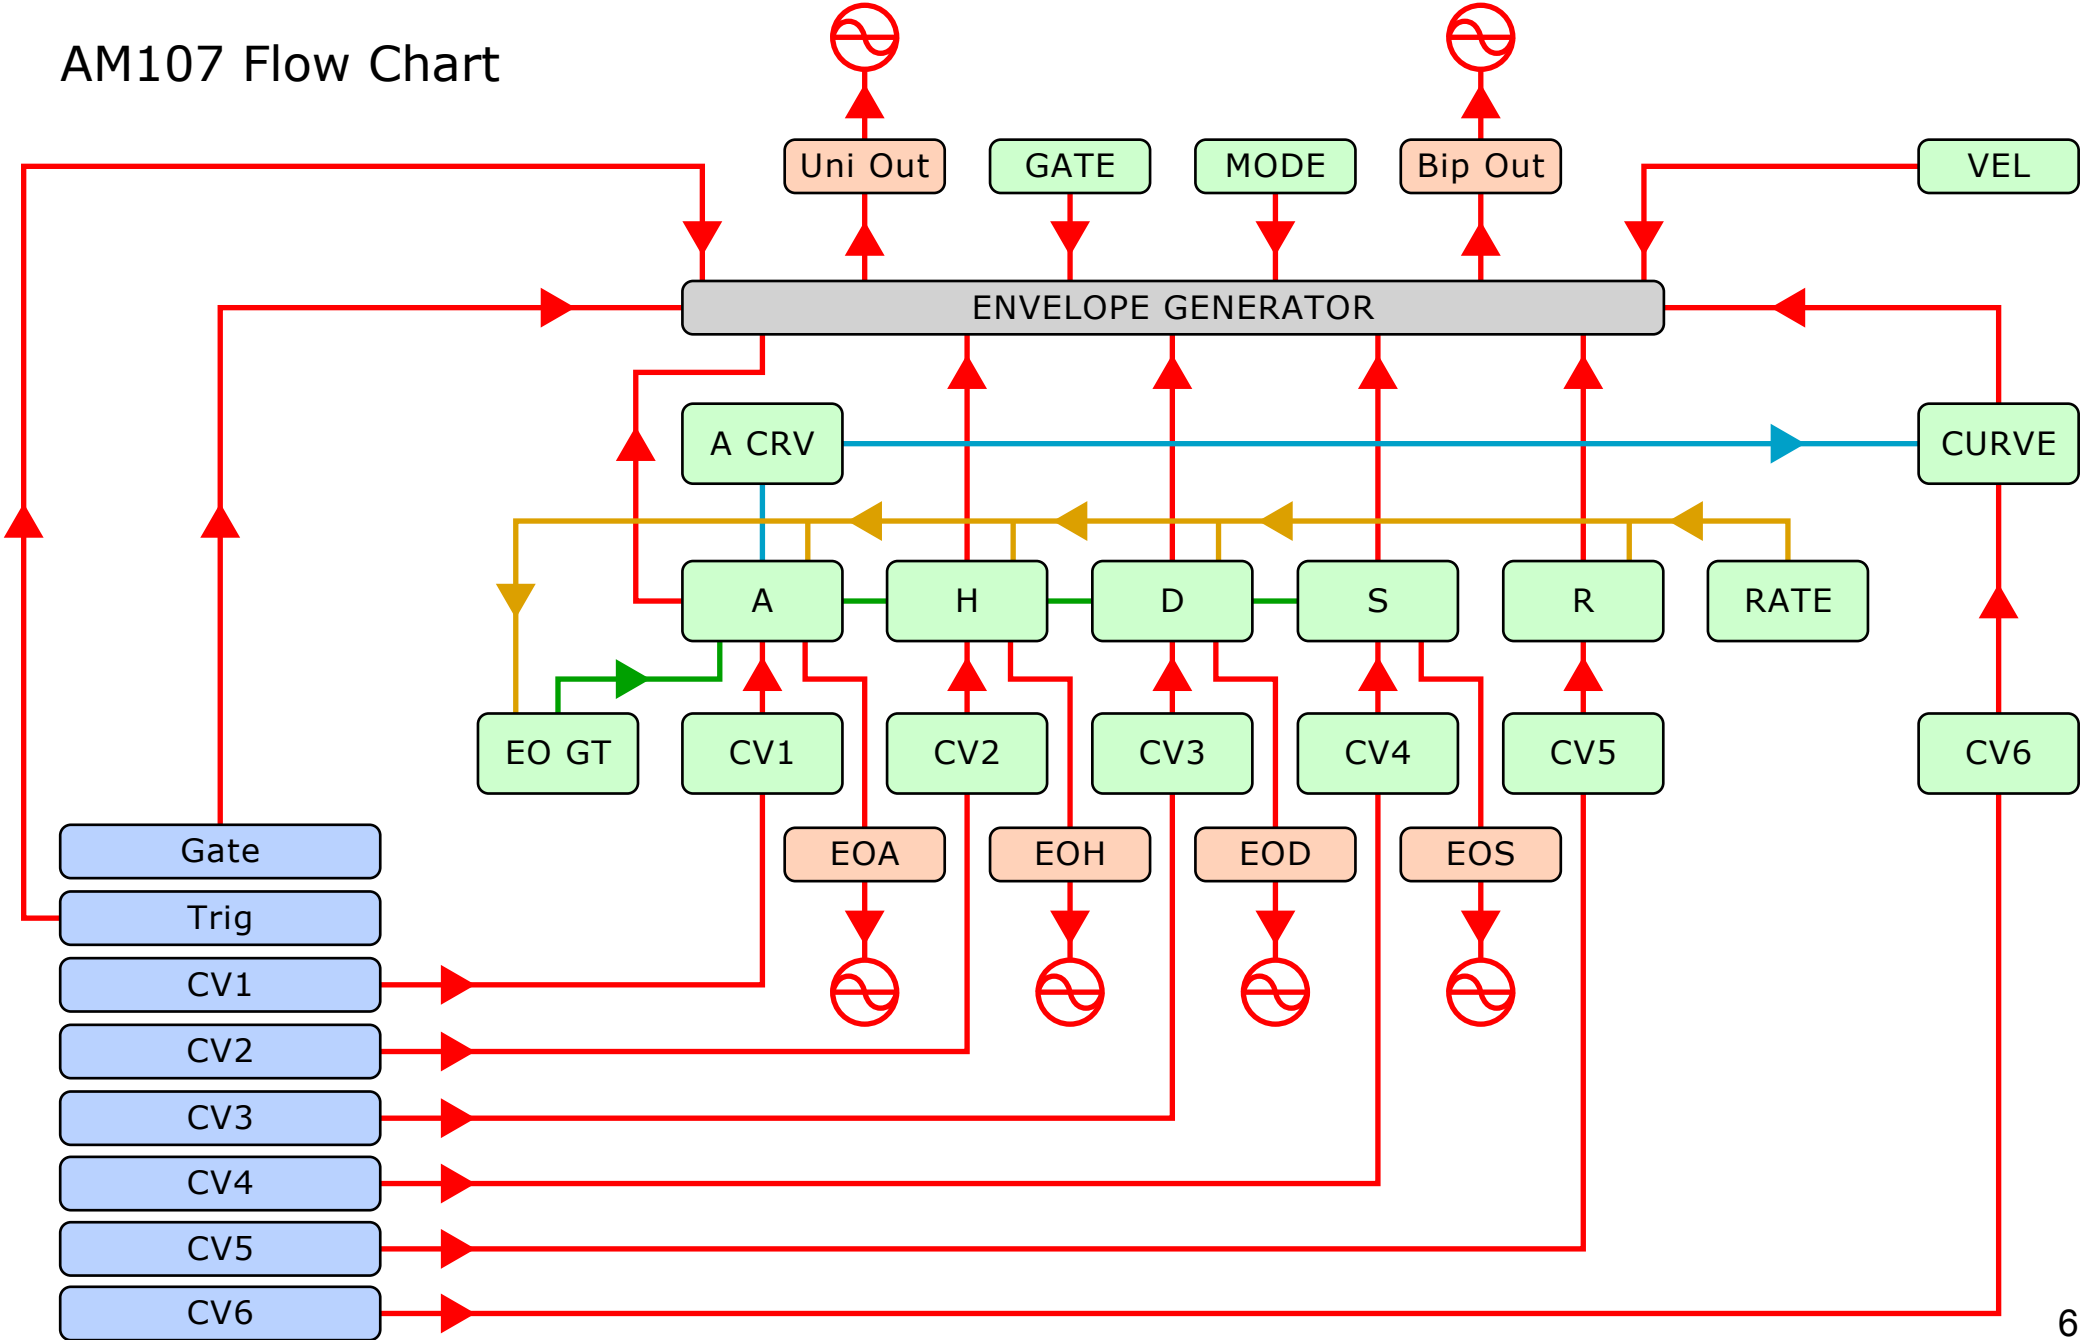 AM107 Flow Chart
Uni Out
GATE
MODE
Bip Out
VEL
ENVELOPE GENERATOR
A CRV
CURVE
A
H
D
S
R
RATE
EO GT
CV1
CV2
CV3
CV4
CV5
CV6
Gate
EOA
EOH
EOD
EOS
Trig
CV1
CV2
CV3
CV4
CV5
CV6
6